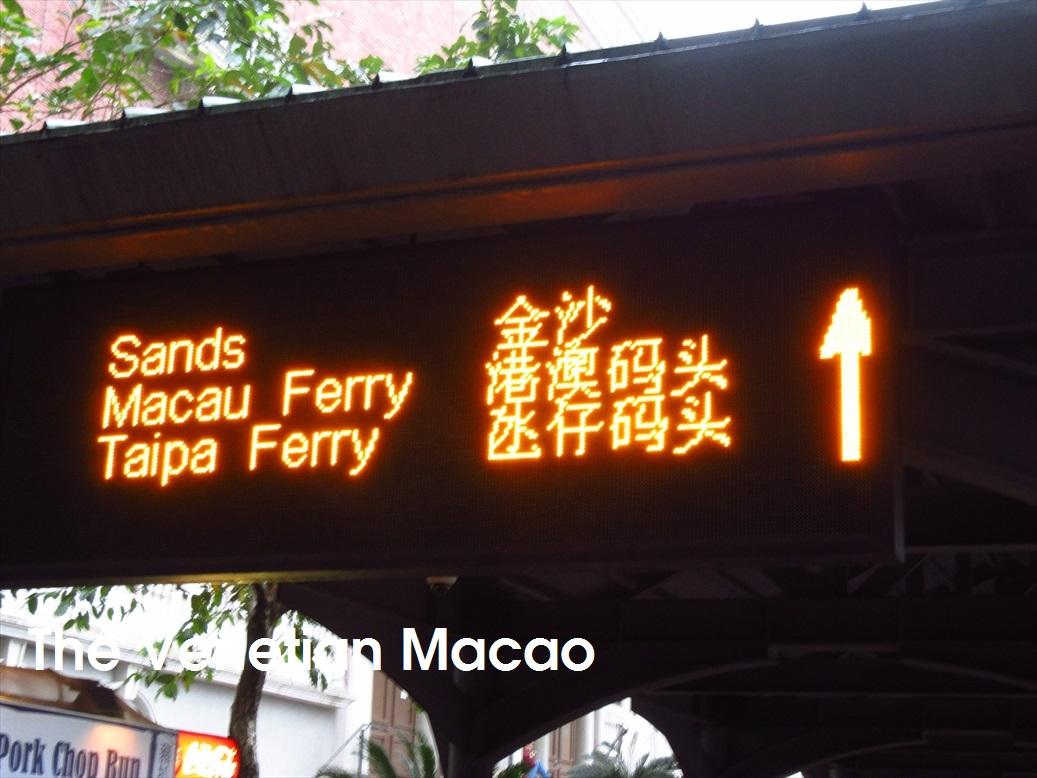 Sands
Macau Ferry
Taipa Ferry
金沙
港澳码头
氹仔码头
The Venetian Macao
Pork Chop Bun